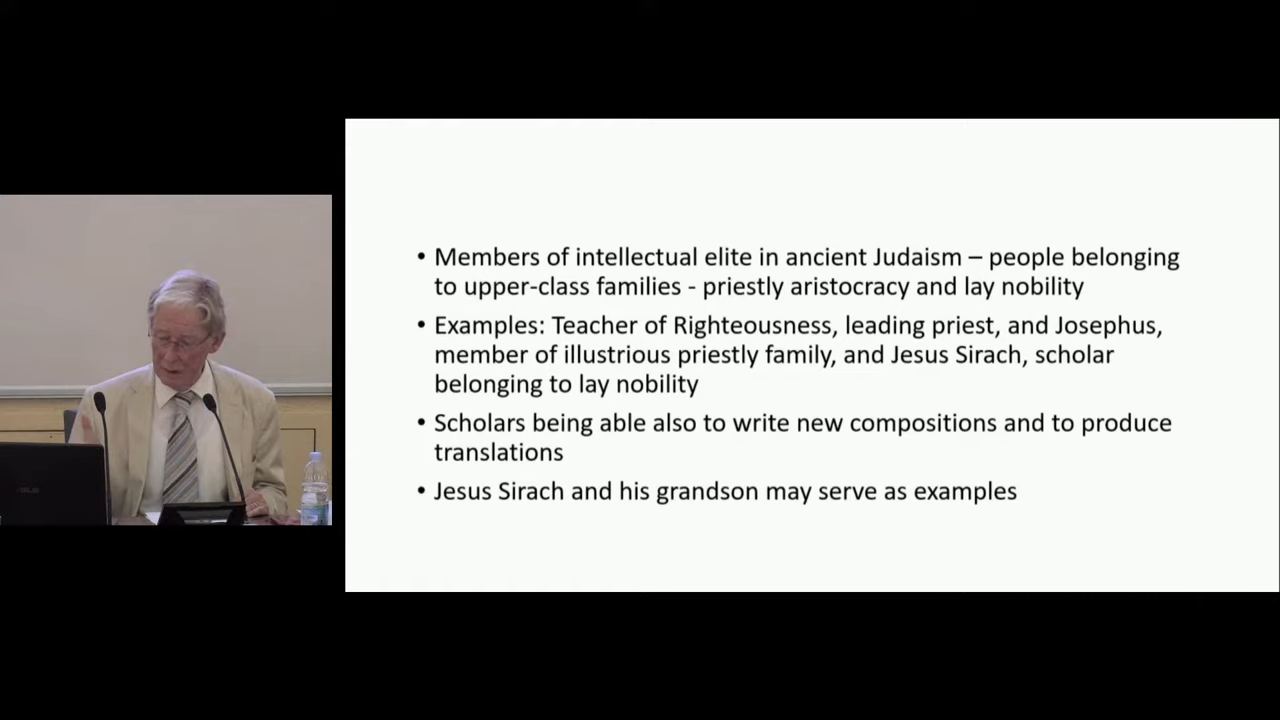 • Members of intellectual elite in ancient Judaism – people belonging
to upper-class families - priestly aristocracy and lay nobility
• Examples: Teacher of Righteousness, leading priest, and Josephus,
member of illustrious priestly family, and Jesus Sirach, scholar
belonging to lay nobility
• Scholars being able also to write new compositions and to produce
translations
• Jesus Sirach and his grandson may serve as examples